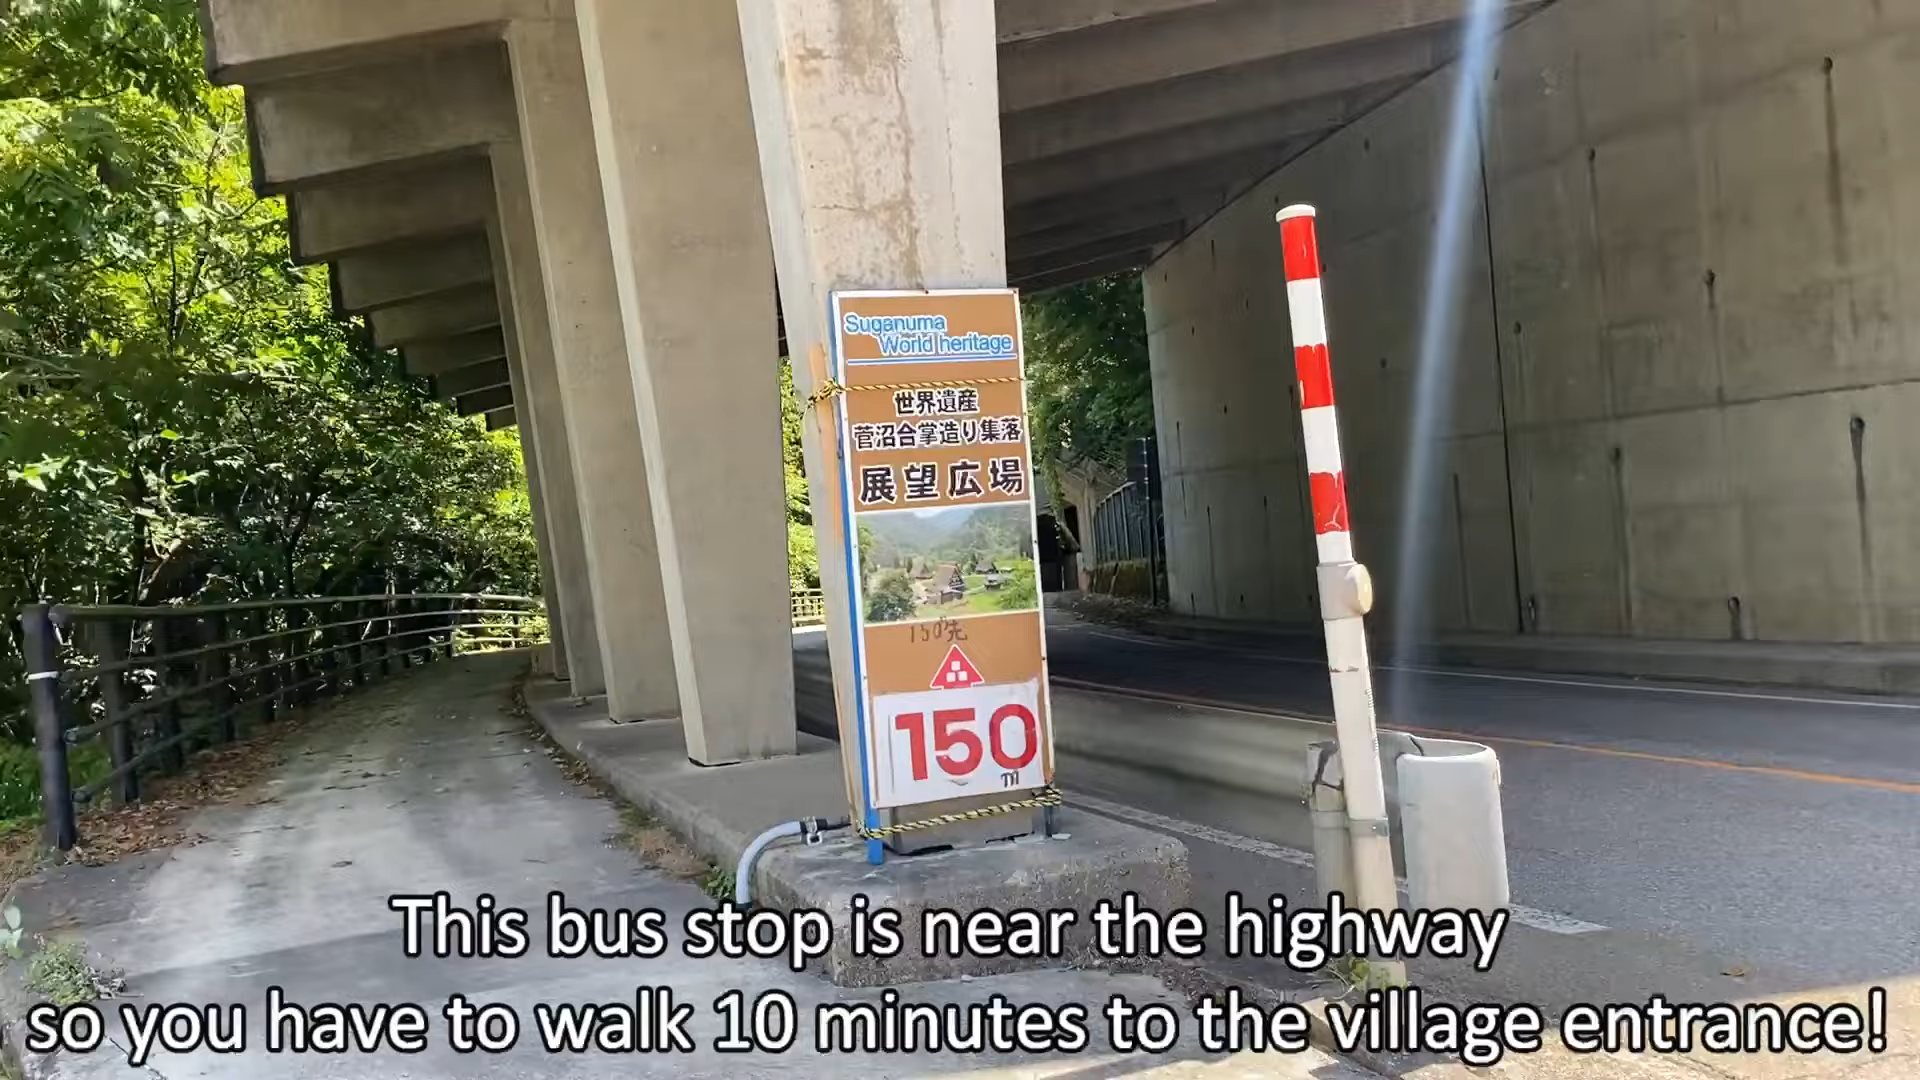 Suganuma
World heritage
世界遺産
菅沼合掌造り集落
展望広場
150m先
150m
This bus stop is near the highway
so you have to walk 10 minutes to the village entrance!